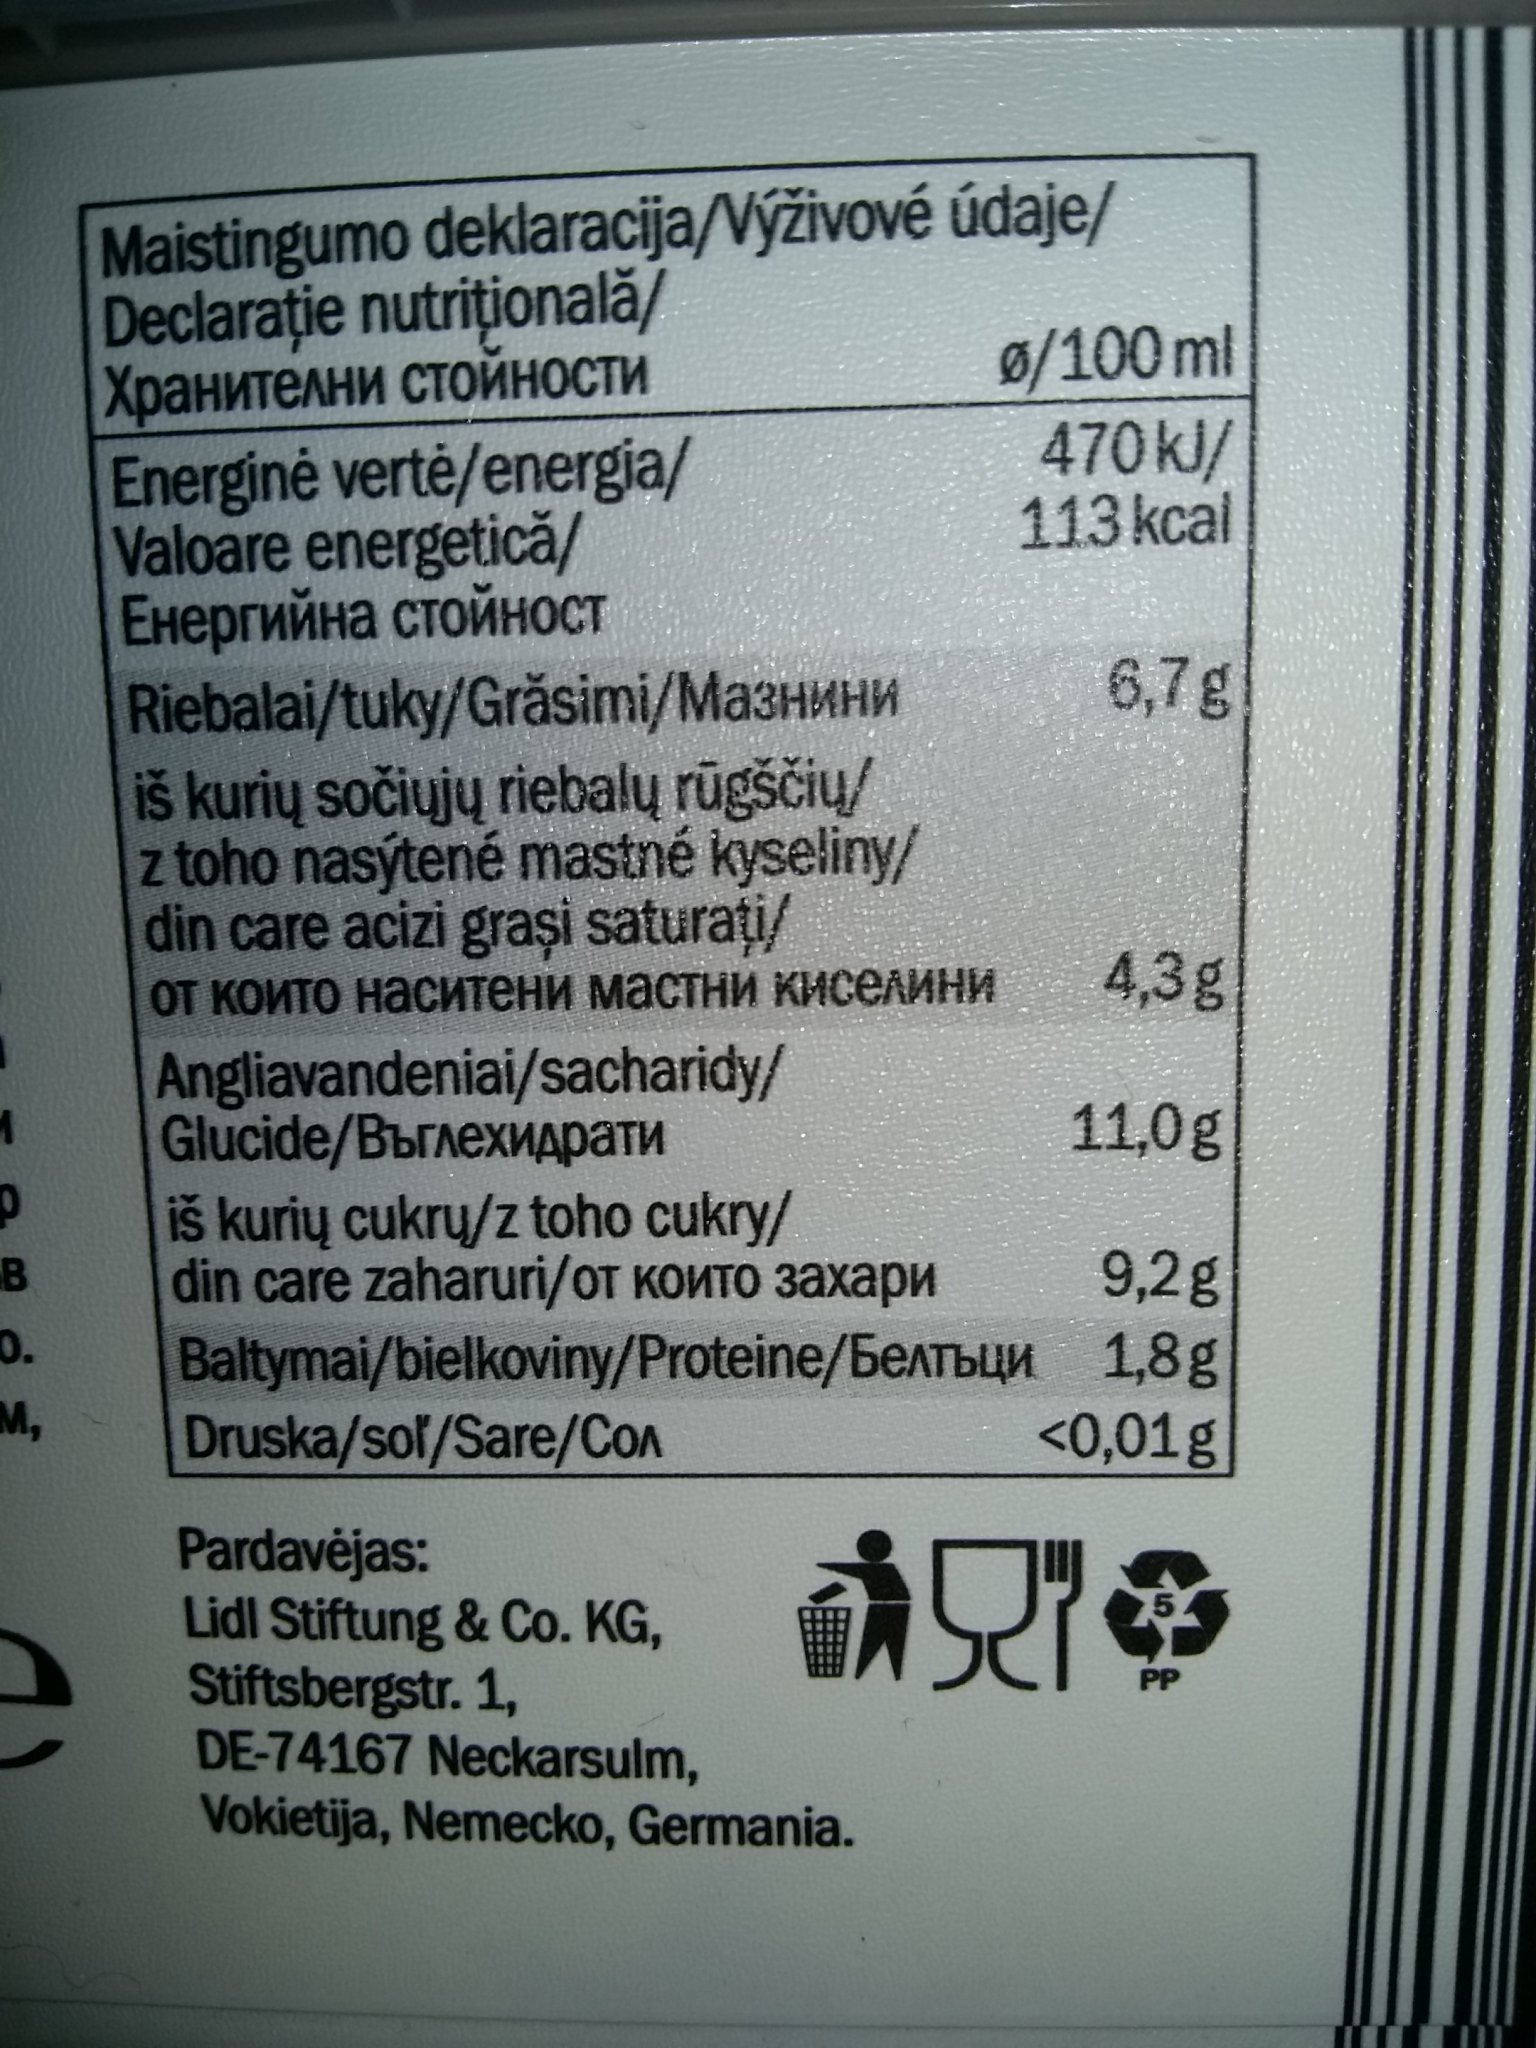 Maistingumo deklaracija/Výživové údaje/
Declarație nutrițională/
Хранителни стойности ø/100 ml
Energinė vertė/energia/ 470 kJ/
Valoare energetică/ 113 kcal
Енергийна стойност
Riebalai/tuky/Grăsimi/Мазнини 6,7 g
iš kurių sočiųjų riebalų rūgščių/
z toho nasýtené mastné kyseliny/
din care acizi grași saturați/
от които наситени мастни киселини 4,3 g
Angliavandeniai/sacharidy/
Glucide/Въглехидрати 11,0 g
iš kurių cukrų/z toho cukry/
din care zaharuri/от които захари 9,2 g
Baltymai/bielkoviny/Proteine/Белтъци 1,8 g
Druska/soľ/Sare/Сол <0,01 g
Pardavėjas:
Lidl Stiftung & Co. KG,
Stiftsbergstr. 1,
DE-74167 Neckarsulm,
Vokietija, Nemecko, Germania.
5
PP